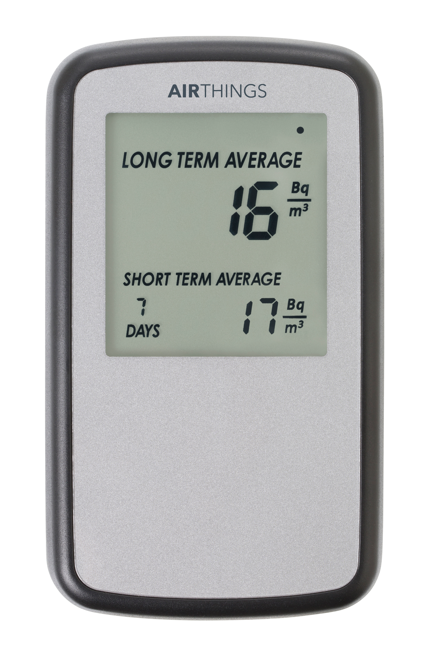 AIRTHINGS
LONG TERM AVERAGE
16 Bq/m³
SHORT TERM AVERAGE
7
DAYS
17 Bq/m³